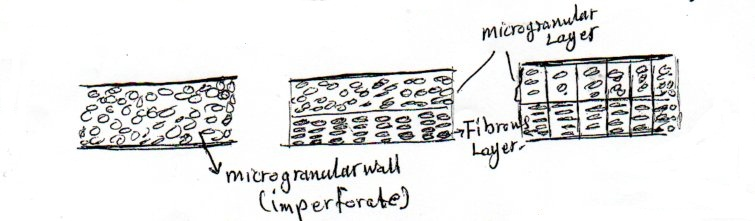 microgranular
Layer
Fibrous
Layer.
microgranular wall
(imperforate)